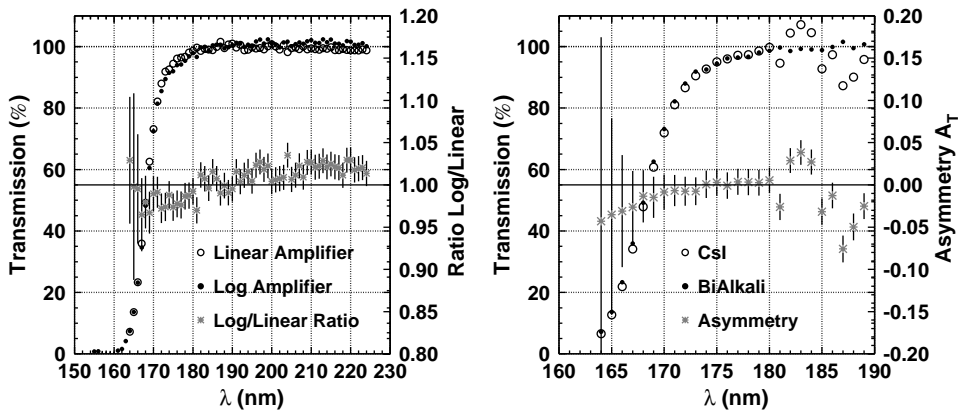 Transmission (%)
100
80
60
40
20
0
1.20
1.15
1.10
1.05
1.00
0.95
0.90
0.85
0.80
Ratio Log/Linear
Linear Amplifier
Log Amplifier
Log/Linear Ratio
150 160 170 180 190 200 210 220 230
λ (nm)
Transmission (%)
100
80
60
40
20
0
0.20
0.15
0.10
0.05
0.00
-0.05
-0.10
-0.15
-0.20
Asymmetry A_T
CsI
BiAlkali
Asymmetry
160 165 170 175 180 185 190
λ (nm)